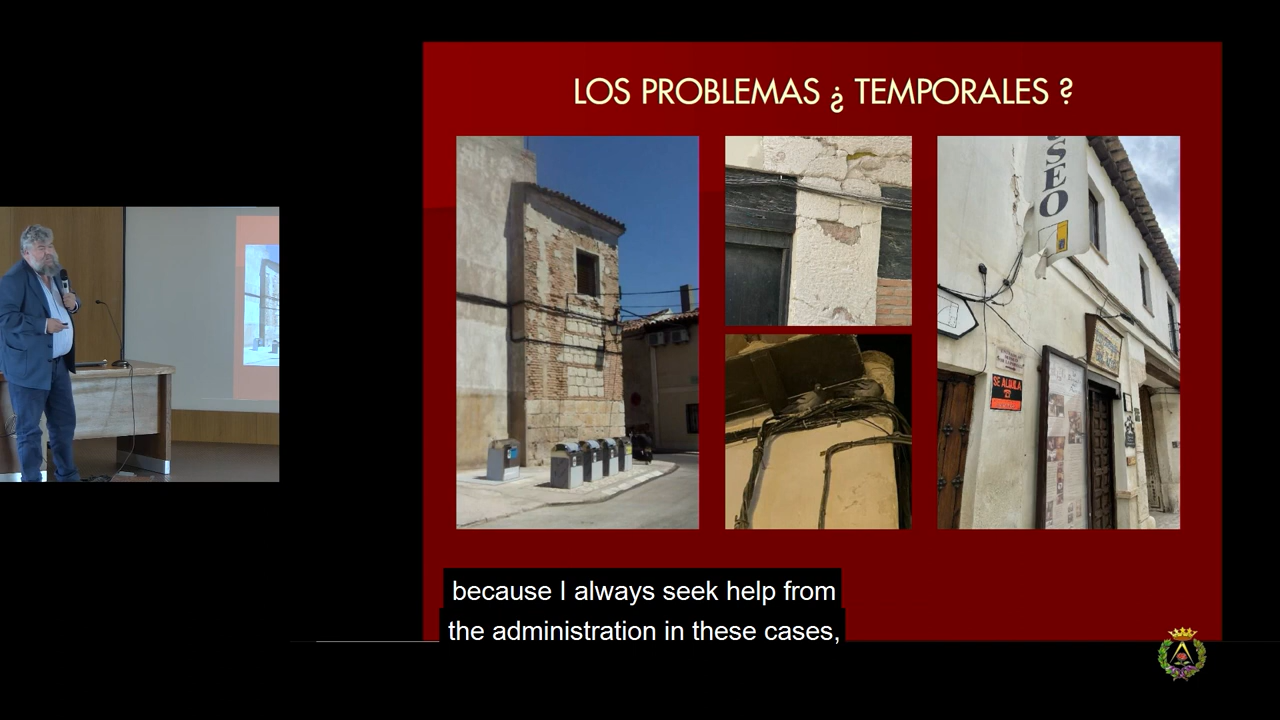 LOS PROBLEMAS ¿ TEMPORALES ?
SEO
SE ALQUILA
because I always seek help from
the administration in these cases,